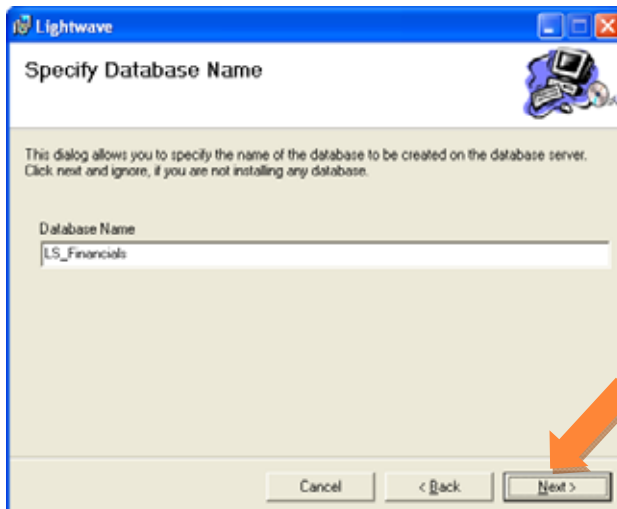 Lightwave
Specify Database Name
This dialog allows you to specify the name of the database to be created on the database server.
Click next and ignore, if you are not installing any database.
Database Name
LS_Financials
Cancel
< Back
Next >